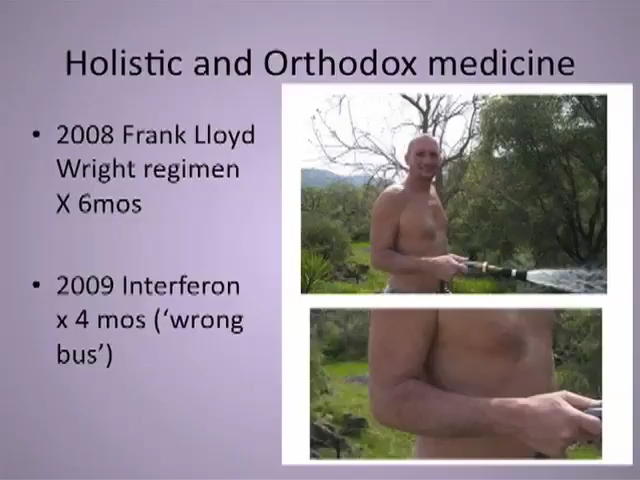 Holistic and Orthodox medicine
• 2008 Frank Lloyd
Wright regimen
X 6mos
• 2009 Interferon
x 4 mos (‘wrong
bus’)